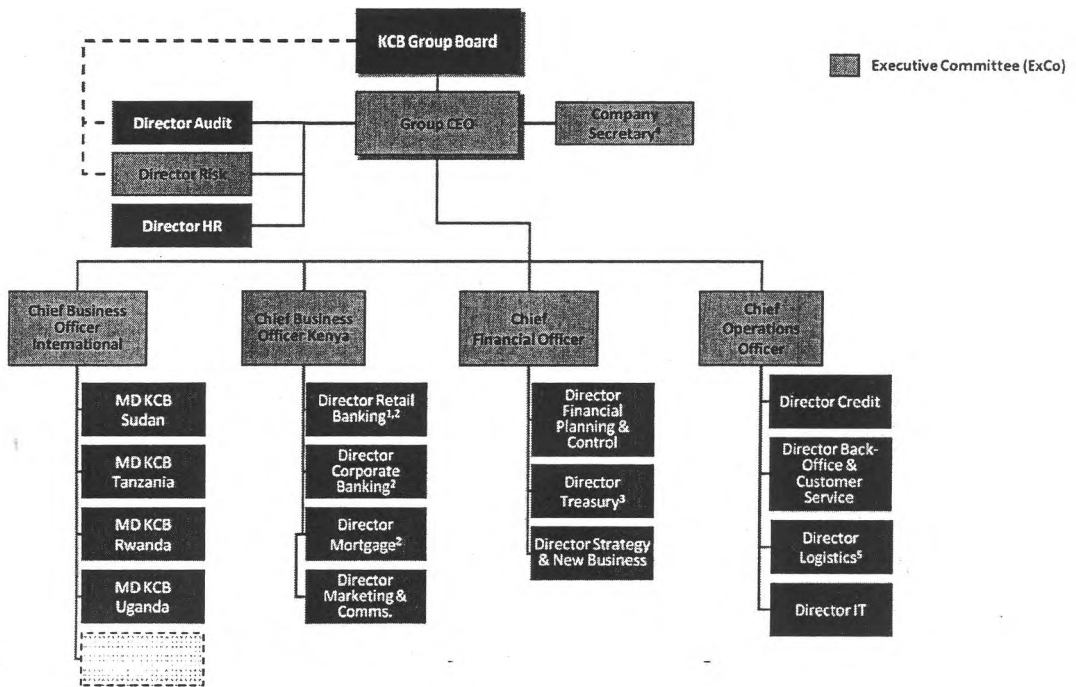 KCB Group Board
Executive Committee (ExCo)
Group CEO
Company
Secretary⁴
Director Audit
Director Risk
Director HR
Chief Business
Officer
International
Chief Business
Officer Kenya
Chief
Financial Officer
Chief
Operations
Officer
MD KCB
Sudan
MD KCB
Tanzania
MD KCB
Rwanda
MD KCB
Uganda
Director Retail
Banking¹,²
Director
Corporate
Banking²
Director
Mortgage²
Director
Marketing &
Comms.
Director
Financial
Planning &
Control
Director
Treasury³
Director Strategy
& New Business
Director Credit
Director Back-
Office &
Customer
Service
Director
Logistics⁵
Director IT